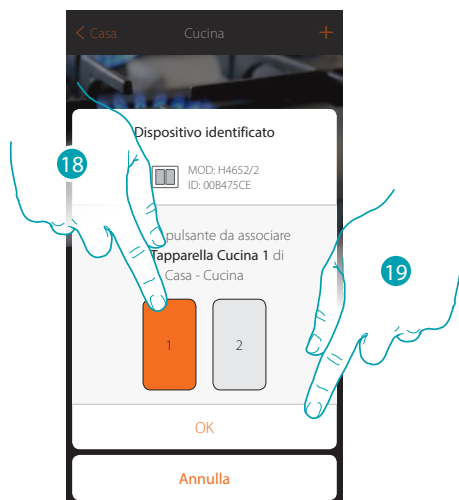 Casa Cucina +
Dispositivo identificato
MOD: H4652/2
ID: 00B475CE
18
pulsante da associare
Tapparella Cucina 1 di
Casa - Cucina
19
1 2
OK
Annulla